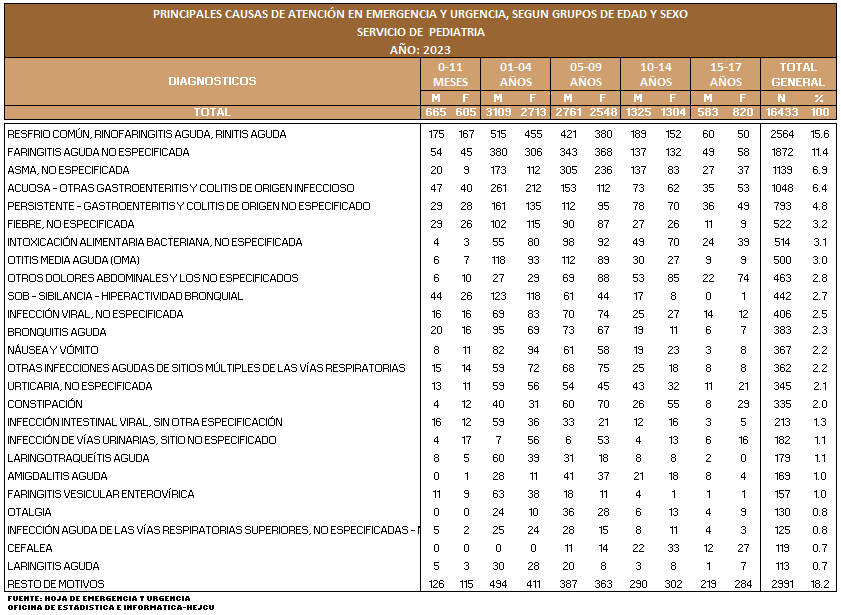 PRINCIPALES CAUSAS DE ATENCIÓN EN EMERGENCIA Y URGENCIA, SEGUN GRUPOS DE EDAD Y SEXO
SERVICIO DE PEDIATRIA
AÑO: 2023
DIAGNOSTICOS 0-11 MESES 01-04 AÑOS 05-09 AÑOS 10-14 AÑOS 15-17 AÑOS TOTAL GENERAL
M F M F M F M F M F N %
TOTAL 665 605 3109 2713 2761 2548 1325 1304 583 820 16433 100
RESFRIO COMÚN, RINOFARINGITIS AGUDA, RINITIS AGUDA 175 167 515 455 421 380 189 152 60 50 2564 15.6
FARINGITIS AGUDA NO ESPECIFICADA 54 45 380 306 343 368 137 132 49 58 1872 11.4
ASMA, NO ESPECIFICADA 20 9 173 112 305 236 137 83 27 37 1139 6.9
ACUOSA - OTRAS GASTROENTERITIS Y COLITIS DE ORIGEN INFECCIOSO 47 40 261 212 153 112 73 62 35 53 1048 6.4
PERSISTENTE - GASTROENTERITIS Y COLITIS DE ORIGEN NO ESPECIFICADO 29 28 161 135 112 95 78 70 36 49 793 4.8
FIEBRE, NO ESPECIFICADA 29 26 102 115 90 87 27 26 11 9 522 3.2
INTOXICACIÓN ALIMENTARIA BACTERIANA, NO ESPECIFICADA 4 3 55 80 98 92 49 70 24 39 514 3.1
OTITIS MEDIA AGUDA (OMA) 6 7 118 93 112 89 30 27 9 9 500 3.0
OTROS DOLORES ABDOMINALES Y LOS NO ESPECIFICADOS 6 10 27 29 69 88 53 85 22 74 463 2.8
SOB - SIBILANCIA - HIPERACTIVIDAD BRONQUIAL 44 26 123 118 61 44 17 8 0 1 442 2.7
INFECCIÓN VIRAL, NO ESPECIFICADA 16 16 69 83 70 74 25 27 14 12 406 2.5
BRONQUITIS AGUDA 20 16 95 69 73 67 19 11 6 7 383 2.3
NÁUSEA Y VÓMITO 8 11 82 94 61 58 19 23 3 8 367 2.2
OTRAS INFECCIONES AGUDAS DE SITIOS MÚLTIPLES DE LAS VÍAS RESPIRATORIAS 15 14 59 72 68 75 25 18 8 8 362 2.2
URTICARIA, NO ESPECIFICADA 13 11 59 56 54 45 43 32 11 21 345 2.1
CONSTIPACIÓN 4 12 40 31 60 70 26 55 8 29 335 2.0
INFECCIÓN INTESTINAL VIRAL, SIN OTRA ESPECIFICACIÓN 16 12 59 36 33 21 12 16 3 5 213 1.3
INFECCIÓN DE VÍAS URINARIAS, SITIO NO ESPECIFICADO 4 17 7 56 6 53 4 13 6 16 182 1.1
LARINGOTRAQUEÍTIS AGUDA 8 5 60 39 31 18 8 8 2 0 179 1.1
AMIGDALITIS AGUDA 0 1 28 11 41 37 21 18 8 4 169 1.0
FARINGITIS VESICULAR ENTEROVÍRICA 11 9 63 38 18 11 4 1 1 1 157 1.0
OTALGIA 0 0 24 10 36 28 6 13 4 9 130 0.8
INFECCIÓN AGUDA DE LAS VÍAS RESPIRATORIAS SUPERIORES, NO ESPECIFICADAS - 5 2 25 24 28 15 8 11 4 3 125 0.8
CEFALEA 0 0 0 0 11 14 22 33 12 27 119 0.7
LARINGITIS AGUDA 5 3 30 28 20 8 3 8 1 7 113 0.7
RESTO DE MOTIVOS 126 115 494 411 387 363 290 302 219 284 2991 18.2
FUENTE: HOJA DE EMERGENCIA Y URGENCIA
OFICINA DE ESTADISTICA E INFORMATICA-HEJCU